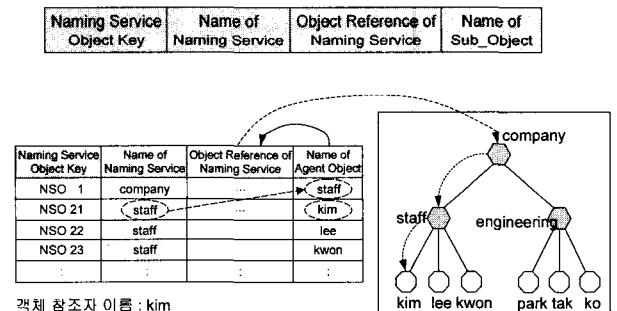 Naming Service Object Key | Name of Naming Service | Object Reference of Naming Service | Name of Sub_Object
Naming Service Object Key | Name of Naming Service | Object Reference of Naming Service | Name of Agent Object
NSO 1 | company | ... | staff
NSO 21 | staff | ... | kim
NSO 22 | staff | | lee
NSO 23 | staff | | kwon
: | : | : | :
객체 참조자 이름 : kim
company
staff engineering
kim lee kwon park tak ko